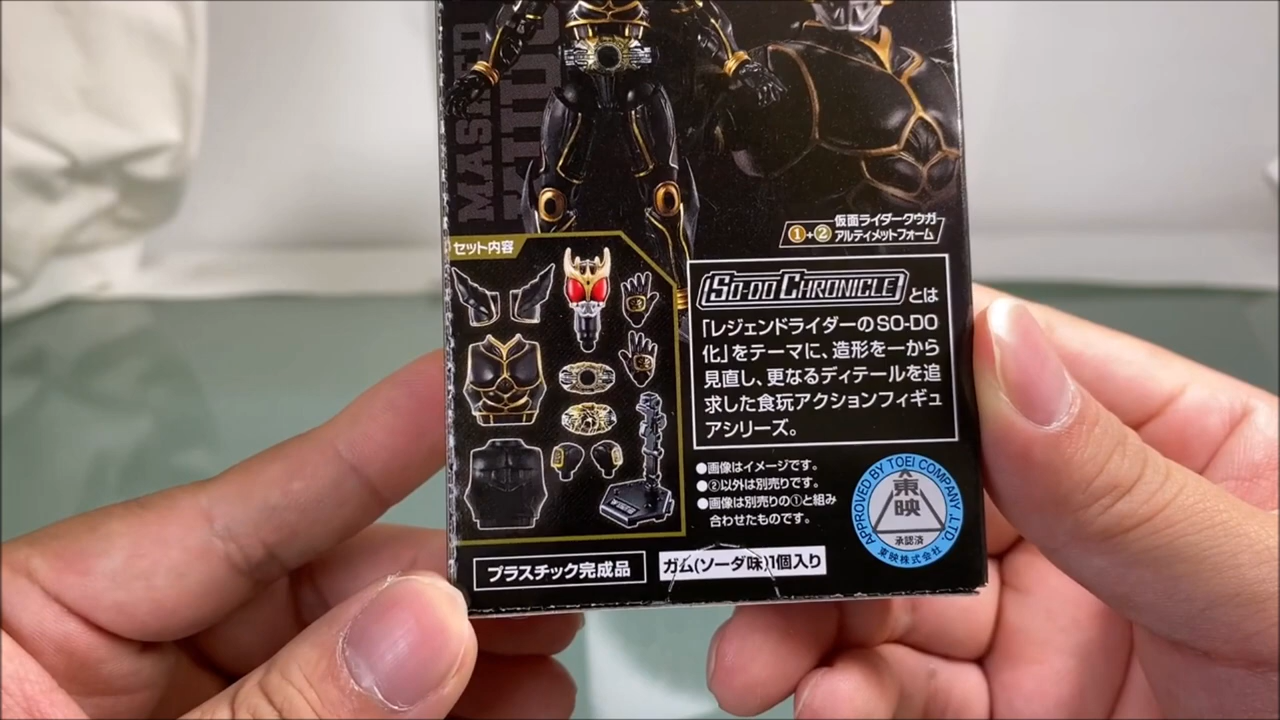 MASKED
仮面ライダークウガ
①+② アルティメットフォーム
セット内容
SO-DO CHRONICLE とは
「レジェンドライダーのSO-DO
化」をテーマに、造形を一から
見直し、更なるディテールを追
求した食玩アクションフィギュ
アシリーズ。
●画像はイメージです。
●②以外は別売りです。
●画像は別売りの①と組み
合わせたものです。
APPROVED BY TOEI COMPANY ,LTD.
東映
承認済
東映株式会社
プラスチック完成品
ガム(ソーダ味)1個入り